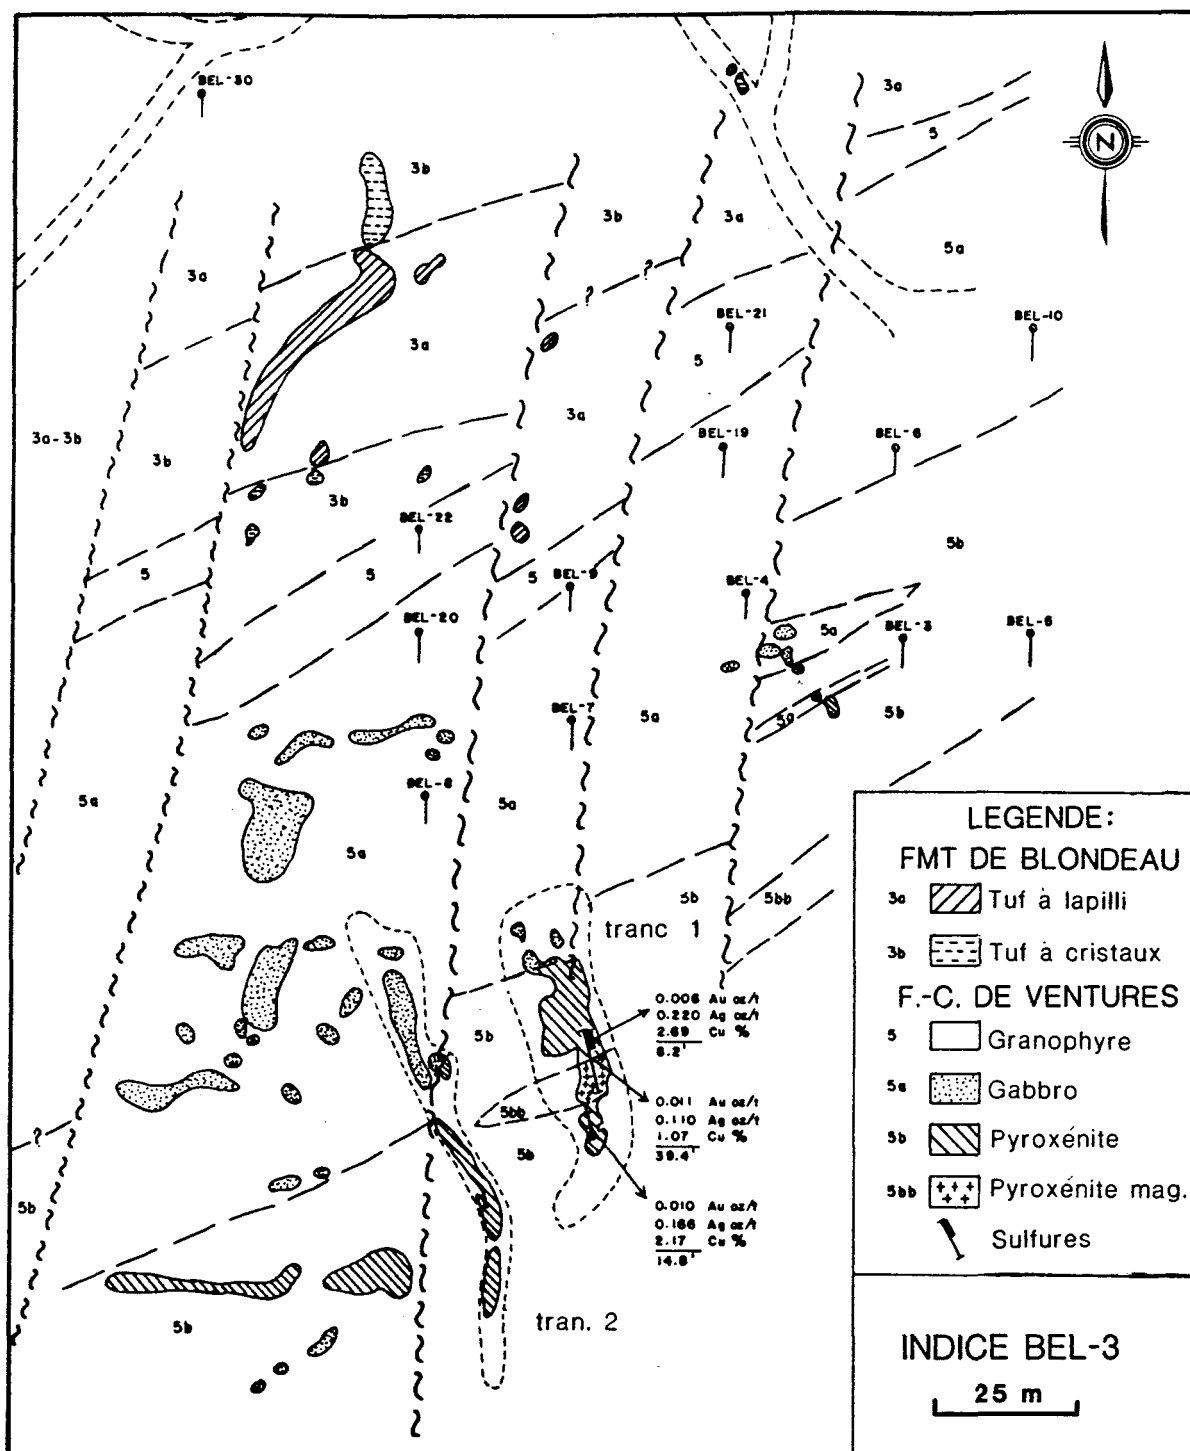 BEL-30
3a
5
3b
3b
3a
5a
3a
?
?
BEL-21
BEL-10
3a
5
3a
3a-3b
3b
BEL-19
BEL-6
3b
BEL-22
5b
5
5
5
BEL-9
BEL-4
BEL-20
5a
BEL-3
BEL-6
BEL-7
5a
5a
5b
BEL-8
5a
5a
5a
5b
5bb
tranc 1
0.006 Au oz/t
0.220 Ag oz/t
2.69 Cu %
6.2'
5b
5bb
0.011 Au oz/t
0.110 Ag oz/t
1.07 Cu %
39.4'
?
5b
5b
0.010 Au oz/t
0.166 Ag oz/t
2.17 Cu %
14.8'
5b
tran. 2
N
LEGENDE:
FMT DE BLONDEAU
3a Tuf à lapilli
3b Tuf à cristaux
F.-C. DE VENTURES
5 Granophyre
5a Gabbro
5b Pyroxénite
5bb Pyroxénite mag.
Sulfures
INDICE BEL-3
25 m